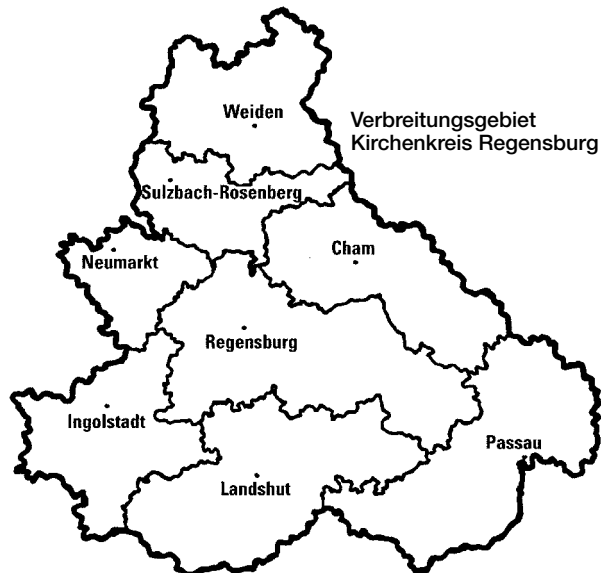 Weiden
Verbreitungsgebiet
Kirchenkreis Regensburg
Sulzbach-Rosenberg
Neumarkt
Cham
Regensburg
Ingolstadt
Passau
Landshut